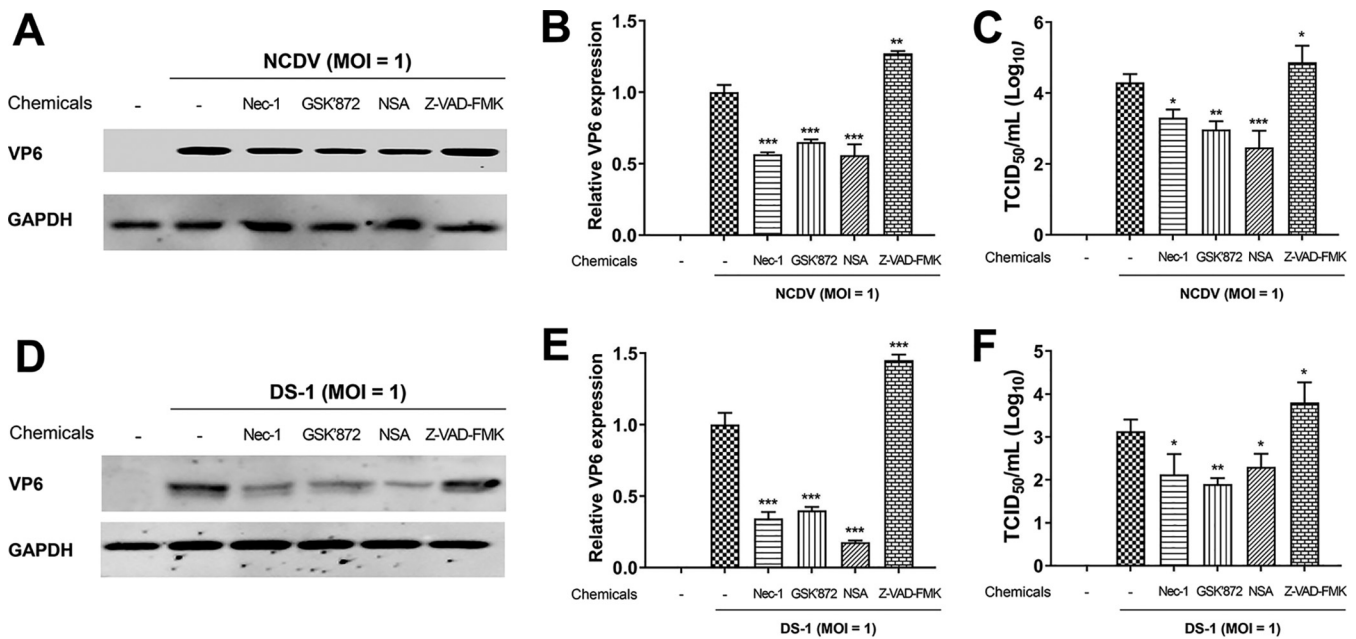 A
NCDV (MOI = 1)
Chemicals - - Nec-1 GSK'872 NSA Z-VAD-FMK
VP6
GAPDH
B
Relative VP6 expression
1.5
1.0
0.5
0.0
*** *** *** **
Chemicals - - Nec-1 GSK'872 NSA Z-VAD-FMK
NCDV (MOI = 1)
C
TCID50/mL (Log10)
6
4
2
0
* ** *** *
Chemicals - - Nec-1 GSK'872 NSA Z-VAD-FMK
NCDV (MOI = 1)
D
DS-1 (MOI = 1)
Chemicals - - Nec-1 GSK'872 NSA Z-VAD-FMK
VP6
GAPDH
E
Relative VP6 expression
1.5
1.0
0.5
0.0
*** *** *** ***
Chemicals - - Nec-1 GSK'872 NSA Z-VAD-FMK
DS-1 (MOI = 1)
F
TCID50/mL (Log10)
5
4
3
2
1
0
* ** * *
Chemicals - - Nec-1 GSK'872 NSA Z-VAD-FMK
DS-1 (MOI = 1)